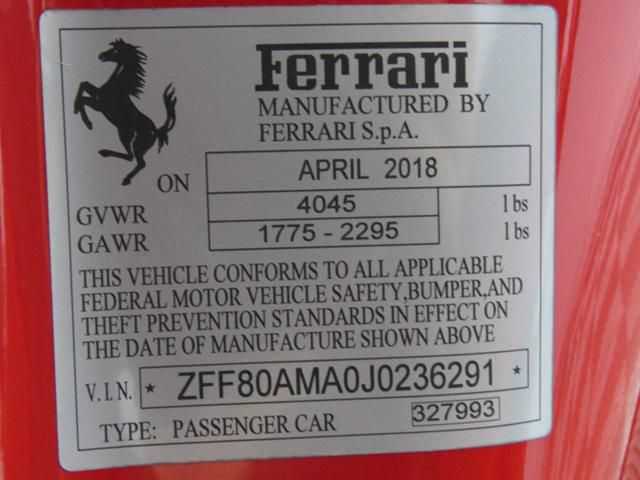 Ferrari
MANUFACTURED BY
FERRARI S.p.A.
ON APRIL 2018
GVWR 4045 lbs
GAWR 1775 - 2295 lbs
THIS VEHICLE CONFORMS TO ALL APPLICABLE
FEDERAL MOTOR VEHICLE SAFETY,BUMPER,AND
THEFT PREVENTION STANDARDS IN EFFECT ON
THE DATE OF MANUFACTURE SHOWN ABOVE
V.I.N. * ZFF80AMA0J0236291 *
TYPE: PASSENGER CAR 327993